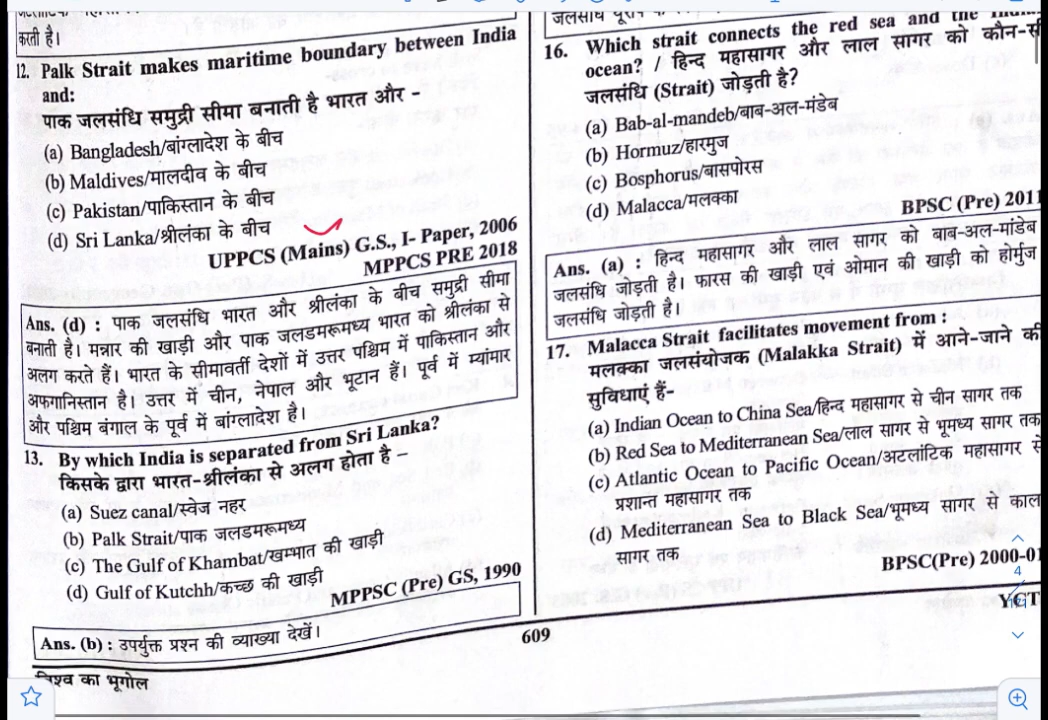 करती है।
12. Palk Strait makes maritime boundary between India
and:
पाक जलसंधि समुद्री सीमा बनाती है भारत और -
(a) Bangladesh/बांग्लादेश के बीच
(b) Maldives/मालदीव के बीच
(c) Pakistan/पाकिस्तान के बीच
(d) Sri Lanka/श्रीलंका के बीच
UPPCS (Mains) G.S., I- Paper, 2006
MPPCS PRE 2018
Ans. (d) : पाक जलसंधि भारत और श्रीलंका के बीच समुद्री सीमा
बनाती है। मन्नार की खाड़ी और पाक जलडमरूमध्य भारत को श्रीलंका से
अलग करते हैं। भारत के सीमावर्ती देशों में उत्तर पश्चिम में पाकिस्तान और
अफगानिस्तान है। उत्तर में चीन, नेपाल और भूटान हैं। पूर्व में म्यांमार
और पश्चिम बंगाल के पूर्व में बांग्लादेश है।
13. By which India is separated from Sri Lanka?
किसके द्वारा भारत-श्रीलंका से अलग होता है –
(a) Suez canal/स्वेज नहर
(b) Palk Strait/पाक जलडमरूमध्य
(c) The Gulf of Khambat/खम्भात की खाड़ी
(d) Gulf of Kutchh/कच्छ की खाड़ी
MPPSC (Pre) GS, 1990
Ans. (b) : उपर्युक्त प्रश्न की व्याख्या देखें।
विश्व का भूगोल
609
जलसंधि
16. Which strait connects the red sea and the
ocean? / हिन्द महासागर और लाल सागर को कौन-सी
जलसंधि (Strait) जोड़ती है?
(a) Bab-al-mandeb/बाब-अल-मंडेब
(b) Hormuz/हारमुज
(c) Bosphorus/बासपोरस
(d) Malacca/मलक्का
BPSC (Pre) 2011
Ans. (a) : हिन्द महासागर और लाल सागर को बाब-अल-मांडेब
जलसंधि जोड़ती है। फारस की खाड़ी एवं ओमान की खाड़ी को होर्मुज
जलसंधि जोड़ती है।
17. Malacca Strait facilitates movement from :
मलक्का जलसंयोजक (Malakka Strait) में आने-जाने की
सुविधाएं हैं-
(a) Indian Ocean to China Sea/हिन्द महासागर से चीन सागर तक
(b) Red Sea to Mediterranean Sea/लाल सागर से भूमध्य सागर तक
(c) Atlantic Ocean to Pacific Ocean/अटलांटिक महासागर से
प्रशान्त महासागर तक
(d) Mediterranean Sea to Black Sea/भूमध्य सागर से काल
सागर तक
BPSC(Pre) 2000-01
4
YCT